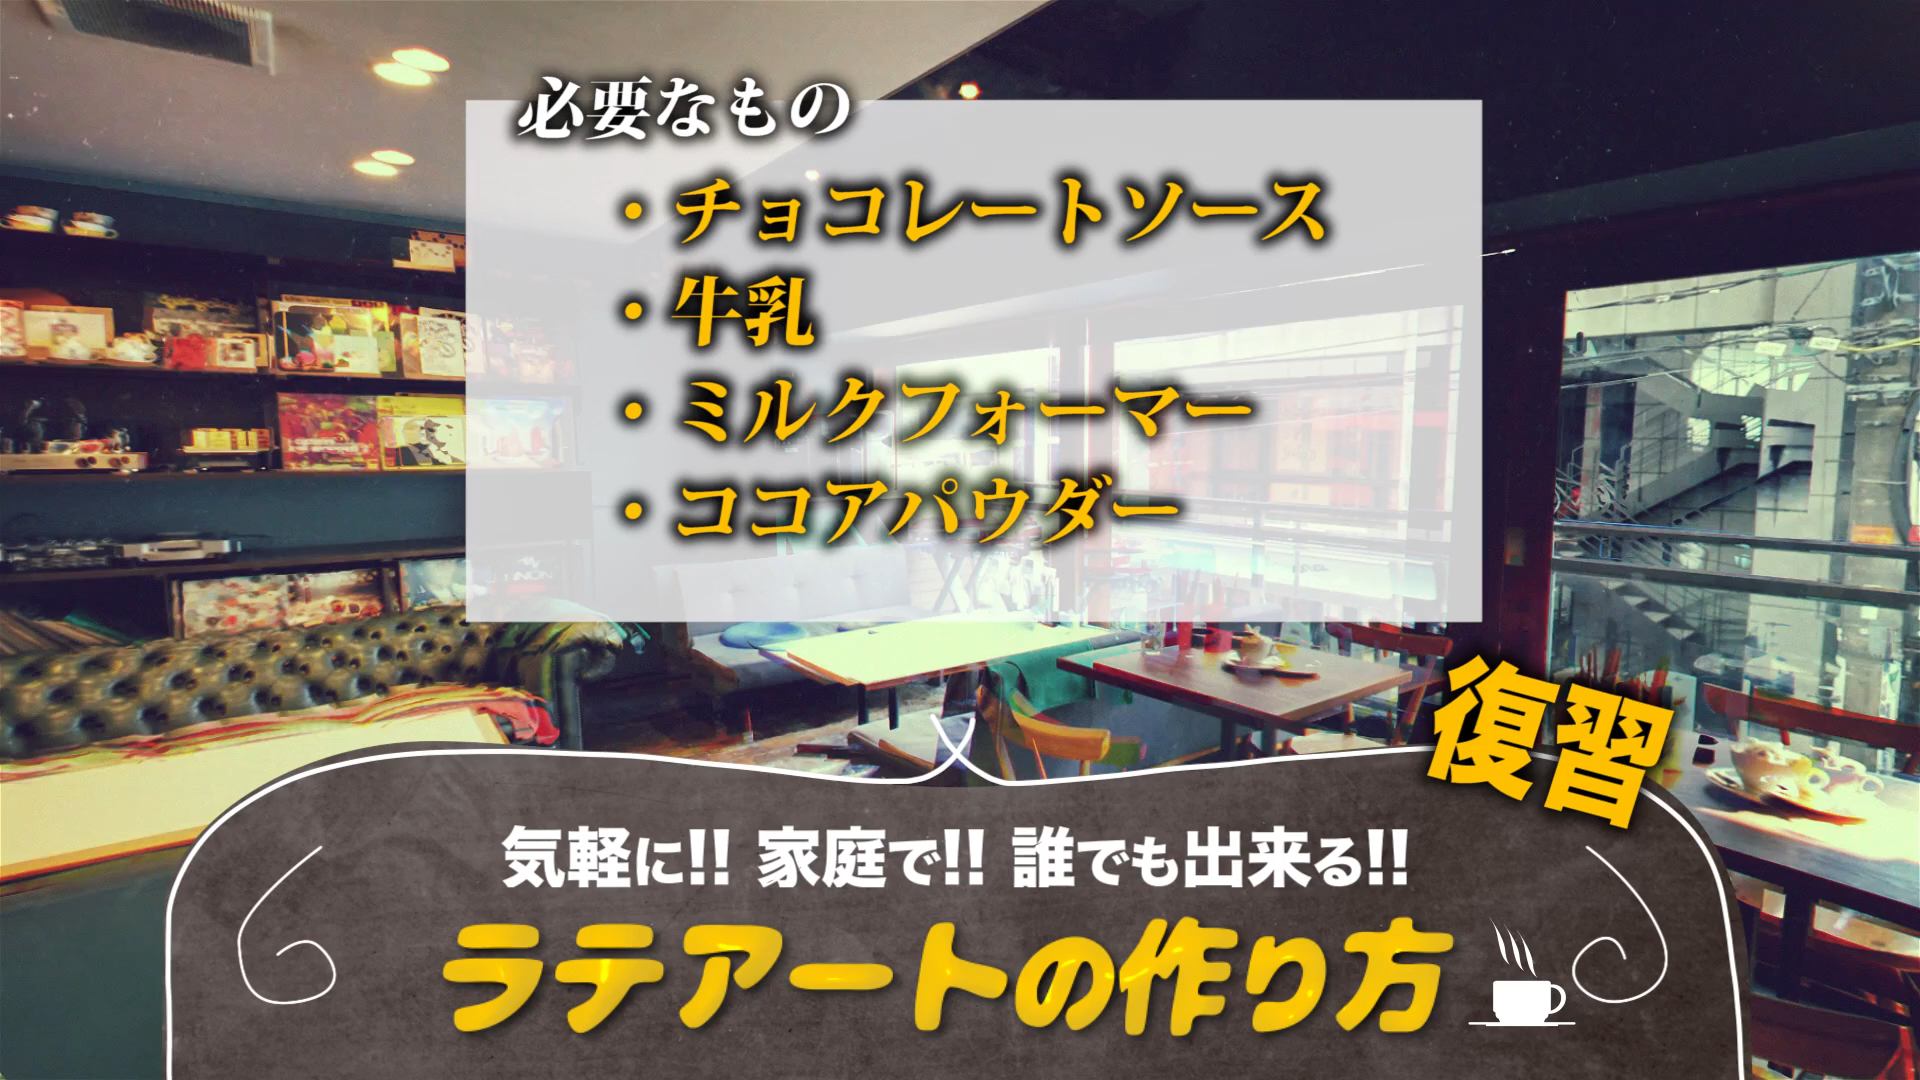 必要なもの
・チョコレートソース
・牛乳
・ミルクフォーマー
・ココアパウダー
復習
気軽に!! 家庭で!! 誰でも出来る!!
ラテアートの作り方